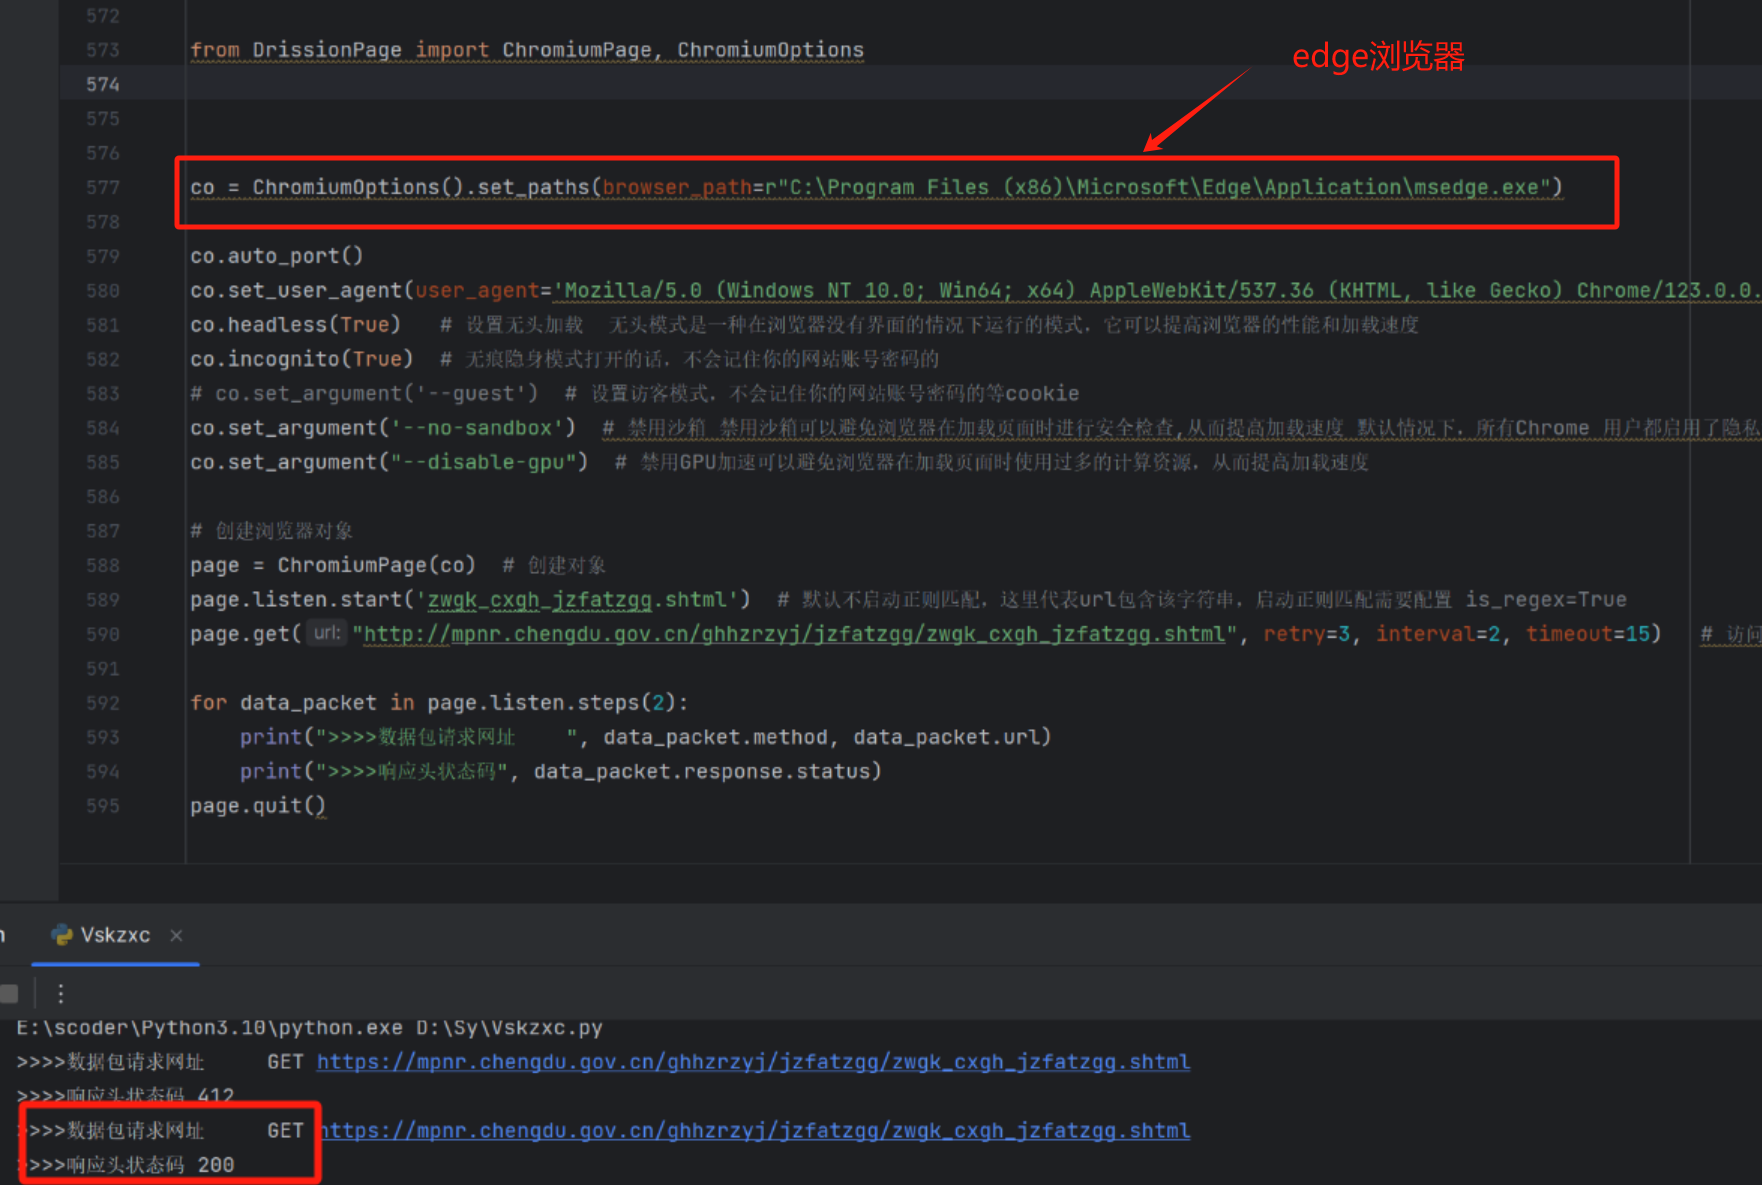 572
573 from DrissionPage import ChromiumPage, ChromiumOptions
edge浏览器
574
575
576
577 co = ChromiumOptions().set_paths(browser_path=r"C:\Program Files (x86)\Microsoft\Edge\Application\msedge.exe")
578
579 co.auto_port()
580 co.set_user_agent(user_agent='Mozilla/5.0 (Windows NT 10.0; Win64; x64) AppleWebKit/537.36 (KHTML, like Gecko) Chrome/123.0.0.
581 co.headless(True) # 设置无头加载 无头模式是一种在浏览器没有界面的情况下运行的模式，它可以提高浏览器的性能和加载速度
582 co.incognito(True) # 无痕隐身模式打开的话，不会记住你的网站账号密码的
583 # co.set_argument('--guest') # 设置访客模式，不会记住你的网站账号密码的等cookie
584 co.set_argument('--no-sandbox') # 禁用沙箱 禁用沙箱可以避免浏览器在加载页面时进行安全检查,从而提高加载速度 默认情况下，所有Chrome 用户都启用了隐私
585 co.set_argument("--disable-gpu") # 禁用GPU加速可以避免浏览器在加载页面时使用过多的计算资源，从而提高加载速度
586
587 # 创建浏览器对象
588 page = ChromiumPage(co) # 创建对象
589 page.listen.start('zwgk_cxgh_jzfatzgg.shtml') # 默认不启动正则匹配，这里代表url包含该字符串，启动正则匹配需要配置 is_regex=True
590 page.get( url: "http://mpnr.chengdu.gov.cn/ghhzrzyj/jzfatzgg/zwgk_cxgh_jzfatzgg.shtml", retry=3, interval=2, timeout=15) # 访问
591
592 for data_packet in page.listen.steps(2):
593 print(">>>>数据包请求网址 ", data_packet.method, data_packet.url)
594 print(">>>>响应头状态码", data_packet.response.status)
595 page.quit()
Vskzxc ×
E:\scoder\Python3.10\python.exe D:\Sy\Vskzxc.py
>>>>数据包请求网址 GET https://mpnr.chengdu.gov.cn/ghhzrzyj/jzfatzgg/zwgk_cxgh_jzfatzgg.shtml
>>>>响应头状态码 412
>>>>数据包请求网址 GET https://mpnr.chengdu.gov.cn/ghhzrzyj/jzfatzgg/zwgk_cxgh_jzfatzgg.shtml
>>>>响应头状态码 200